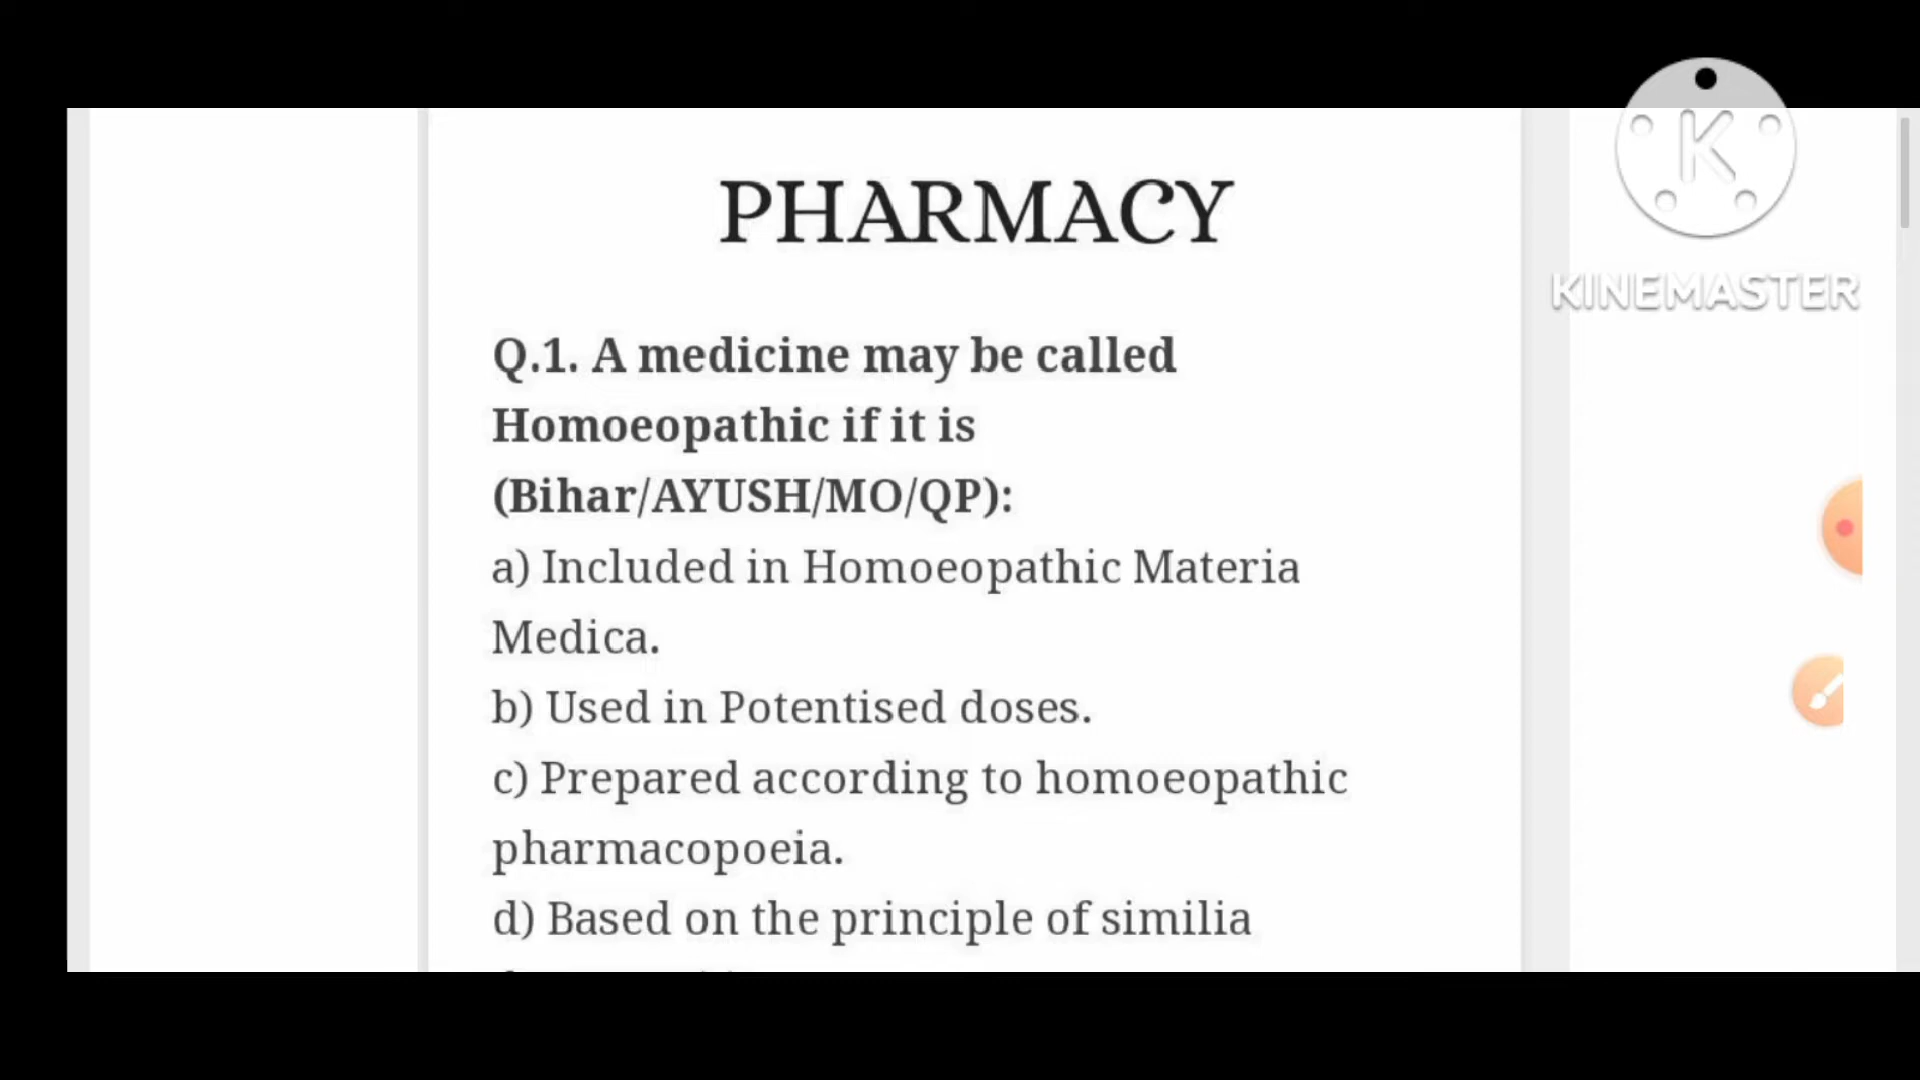 PHARMACY
K
KINEMASTER
Q.1. A medicine may be called
Homoeopathic if it is
(Bihar/AYUSH/MO/QP):
a) Included in Homoeopathic Materia
Medica.
b) Used in Potentised doses.
c) Prepared according to homoeopathic
pharmacopoeia.
d) Based on the principle of similia